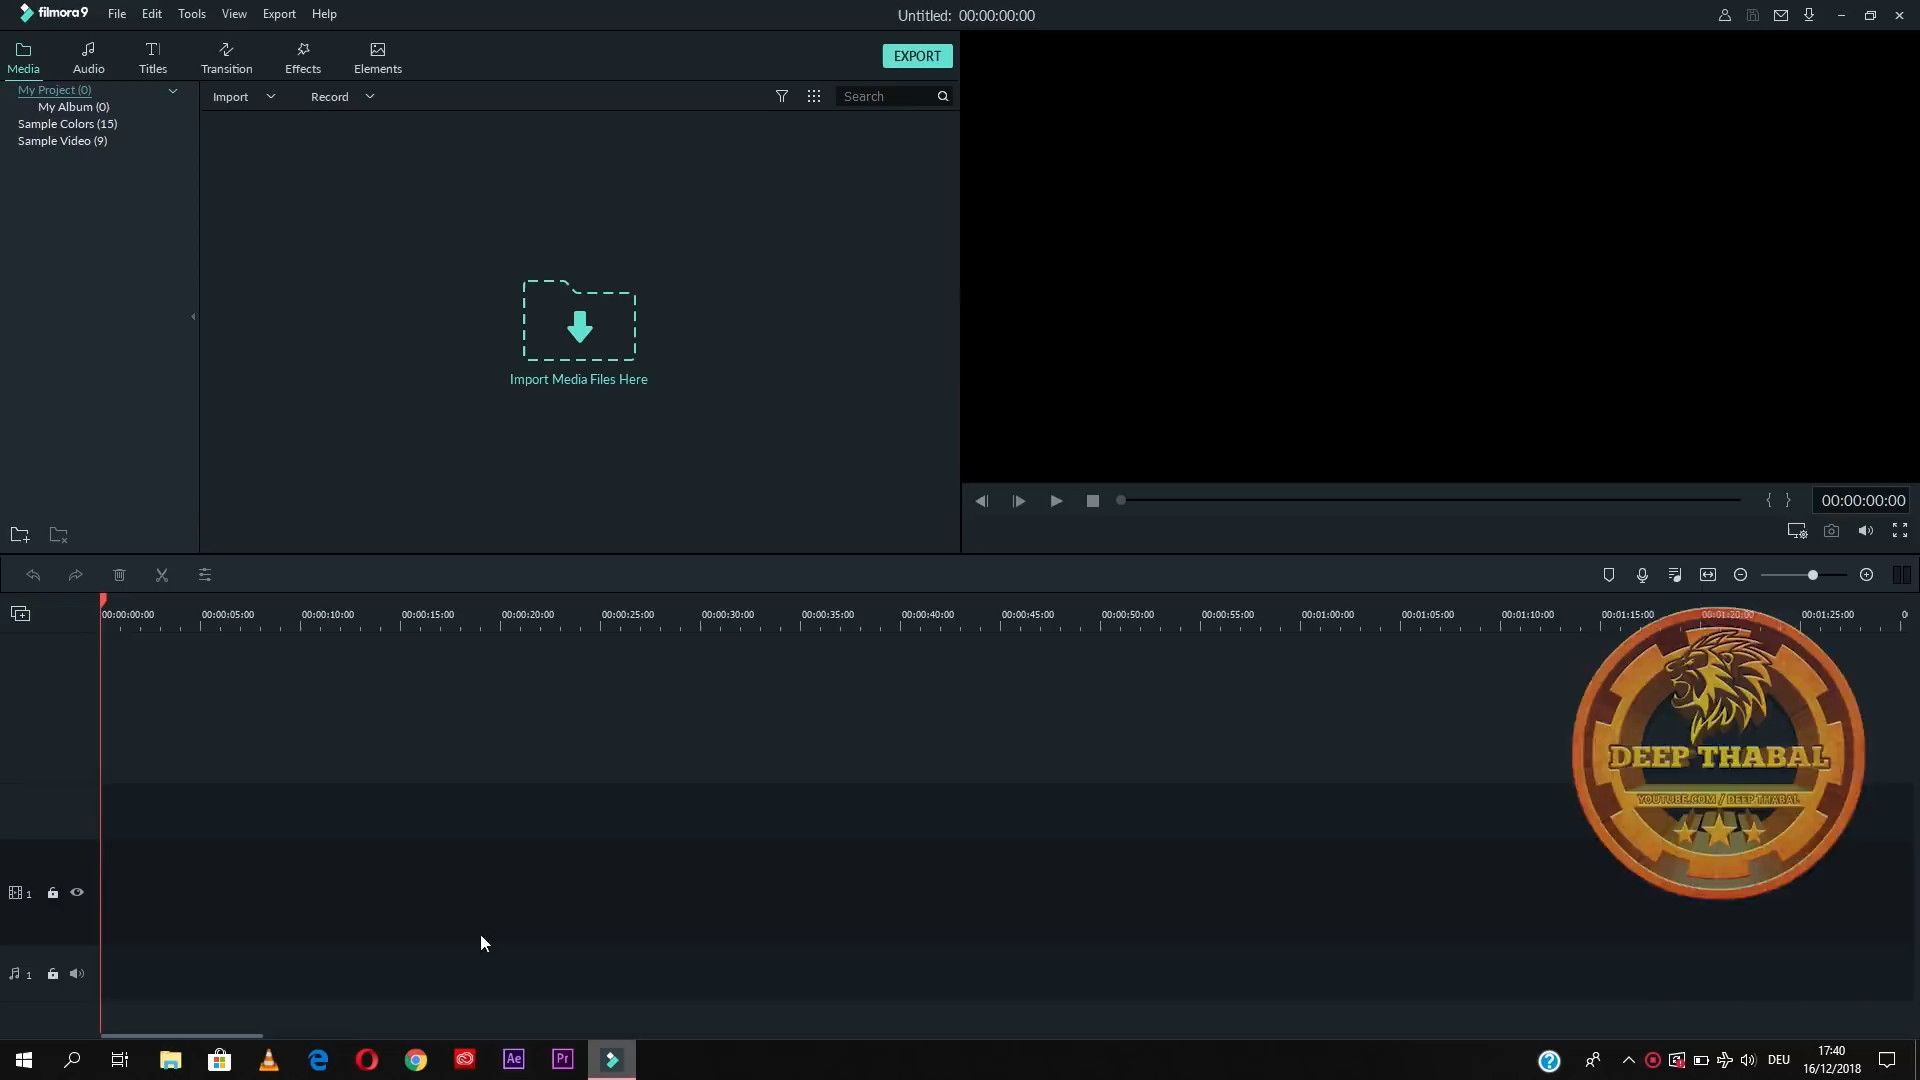 filmora9 File Edit Tools View Export Help
Untitled: 00:00:00:00
Media Audio Titles Transition Effects Elements
EXPORT
My Project (0)
My Album (0)
Sample Colors (15)
Sample Video (9)
Import Record
Search
Import Media Files Here
{ } 00:00:00:00
00:00:00:00 00:00:05:00 00:00:10:00 00:00:15:00 00:00:20:00 00:00:25:00 00:00:30:00 00:00:35:00 00:00:40:00 00:00:45:00 00:00:50:00 00:00:55:00 00:01:00:00 00:01:05:00 00:01:10:00 00:01:15:00 00:01:20:00 00:01:25:00
DEEP THABAL
YOUTUBE.COM / DEEP THABAL
1
1
Ae Pr
DEU
17:40
16/12/2018